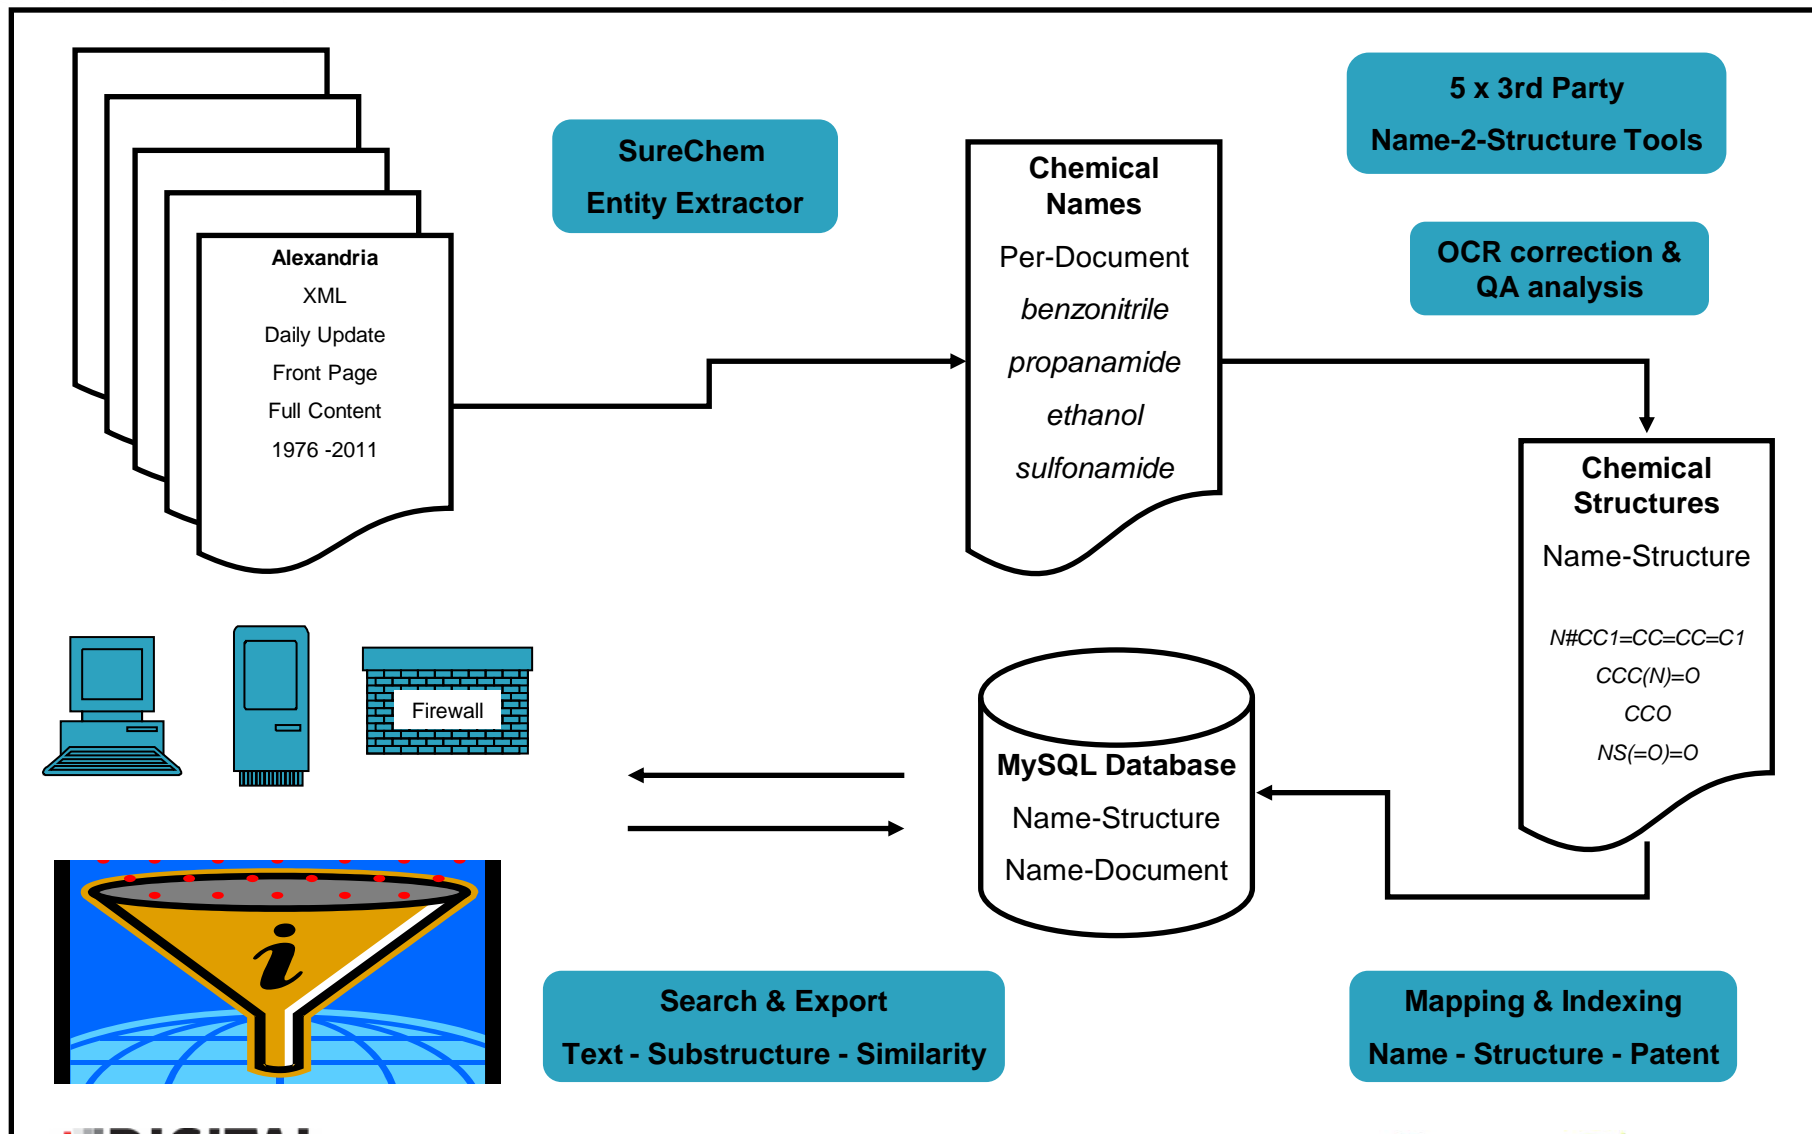 5 x 3rd Party
Name-2-Structure Tools
SureChem
Entity Extractor
Chemical
Names
Per-Document
benzonitrile
propanamide
ethanol
sulfonamide
OCR correction &
QA analysis
Alexandria
XML
Daily Update
Front Page
Full Content
1976 -2011
Chemical
Structures
Name-Structure
N#CC1=CC=CC=C1
CCC(N)=O
CCO
NS(=O)=O
Firewall
MySQL Database
Name-Structure
Name-Document
i
Search & Export
Text - Substructure - Similarity
Mapping & Indexing
Name - Structure - Patent
DIGITAL